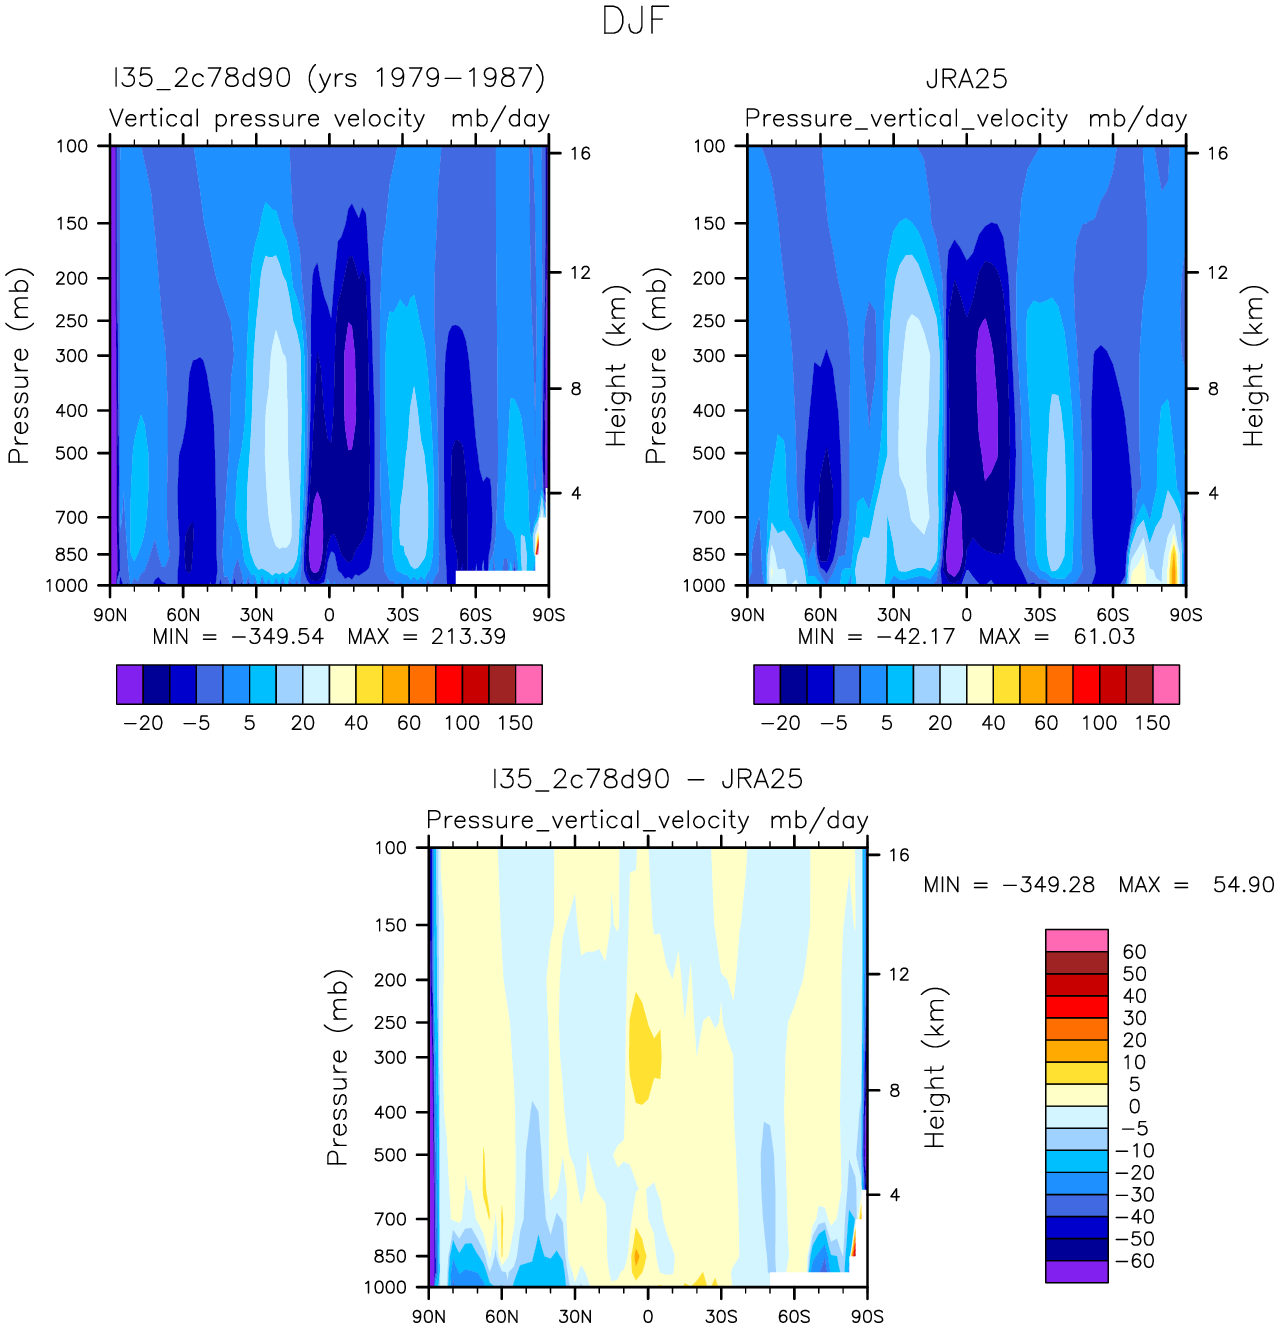 DJF
I35_2c78d90 (yrs 1979-1987)
Vertical pressure velocity mb/day
100
150
200
250
300
400
500
700
850
1000
Pressure (mb)
16
12
8
4
Height (km)
90N 60N 30N 0 30S 60S 90S
MIN = -349.54 MAX = 213.39
-20 -5 5 20 40 60 100 150
JRA25
Pressure_vertical_velocity mb/day
100
150
200
250
300
400
500
700
850
1000
Pressure (mb)
16
12
8
4
Height (km)
90N 60N 30N 0 30S 60S 90S
MIN = -42.17 MAX = 61.03
-20 -5 5 20 40 60 100 150
I35_2c78d90 - JRA25
Pressure_vertical_velocity mb/day
100
150
200
250
300
400
500
700
850
1000
Pressure (mb)
16
12
8
4
Height (km)
90N 60N 30N 0 30S 60S 90S
MIN = -349.28 MAX = 54.90
60
50
40
30
20
10
5
0
-5
-10
-20
-30
-40
-50
-60